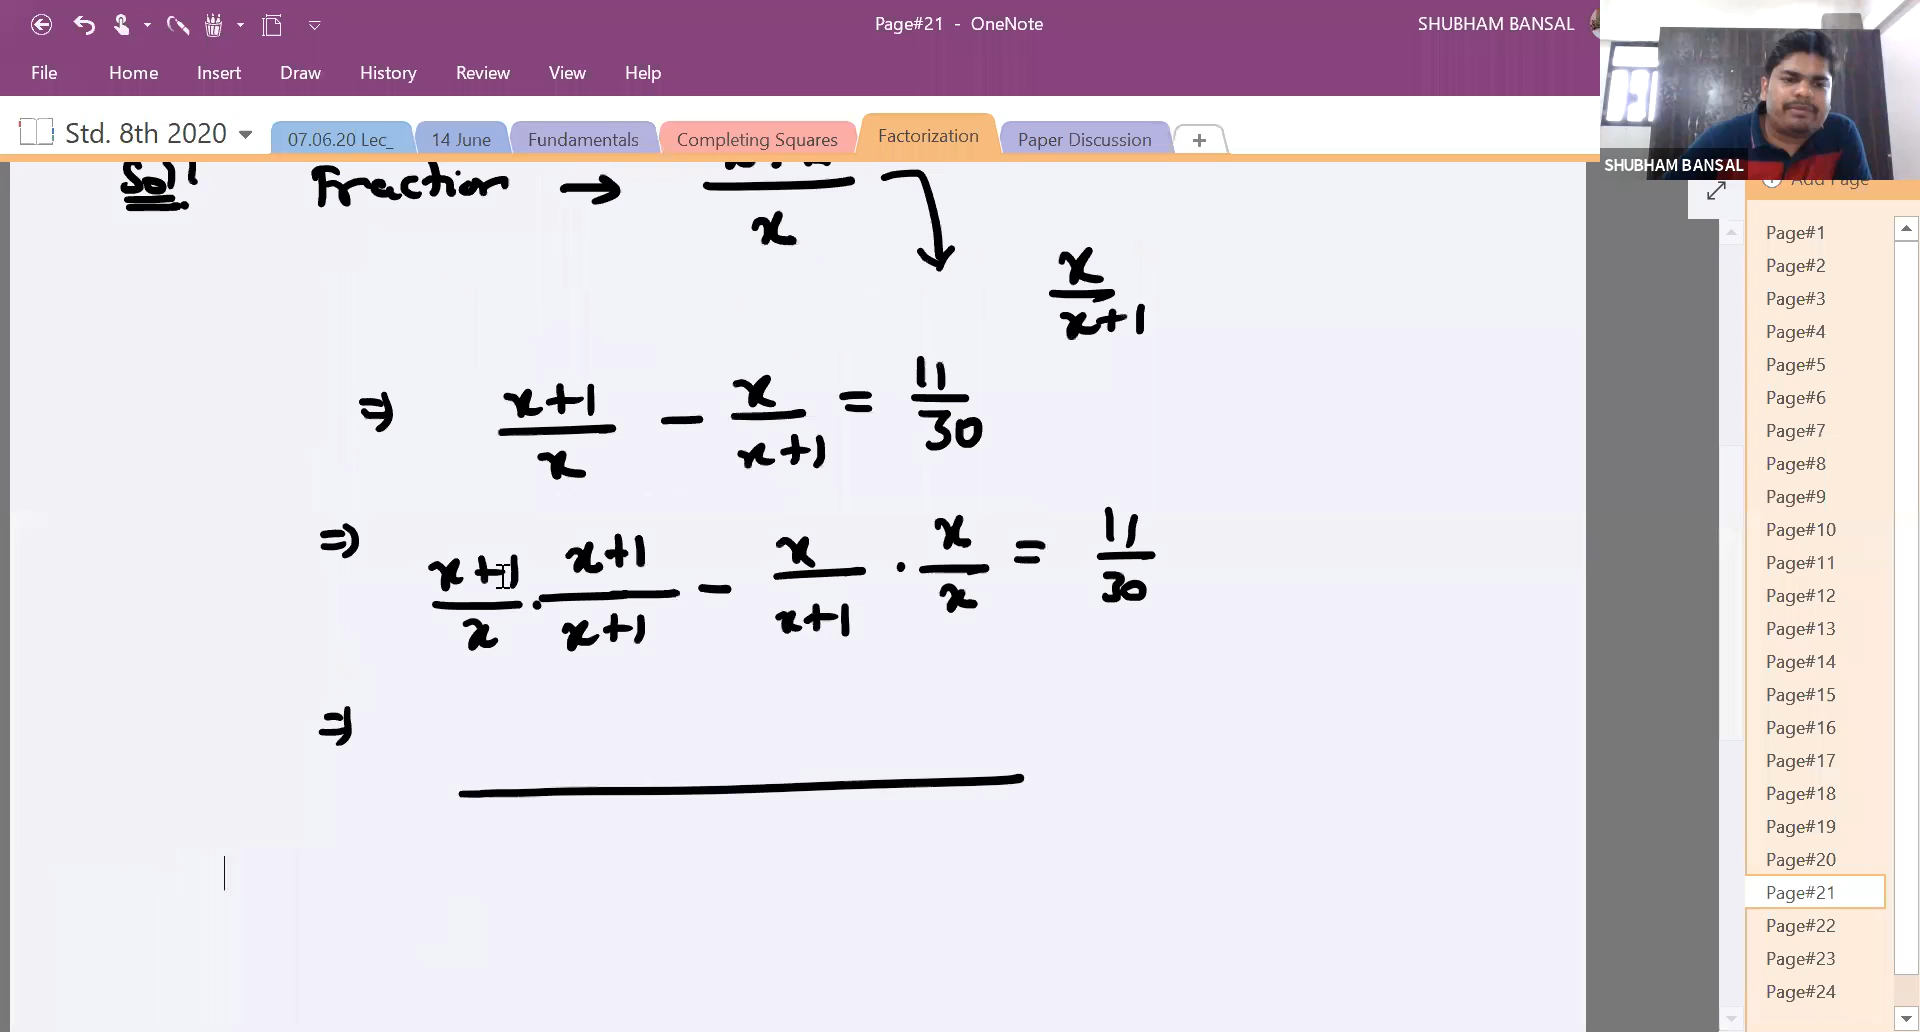 Page#21 - OneNote
SHUBHAM BANSAL
File Home Insert Draw History Review View Help
Std. 8th 2020
07.06.20 Lec_
14 June
Fundamentals
Completing Squares
Factorization
Paper Discussion
+
SHUBHAM BANSAL
Add Page
Sol!
Fraction → /x
x/(x+1)
⇒ (x+1)/x - x/(x+1) = 11/30
⇒ (x+1)/x · (x+1)/(x+1) - x/(x+1) · x/x = 11/30
⇒
Page#1
Page#2
Page#3
Page#4
Page#5
Page#6
Page#7
Page#8
Page#9
Page#10
Page#11
Page#12
Page#13
Page#14
Page#15
Page#16
Page#17
Page#18
Page#19
Page#20
Page#21
Page#22
Page#23
Page#24